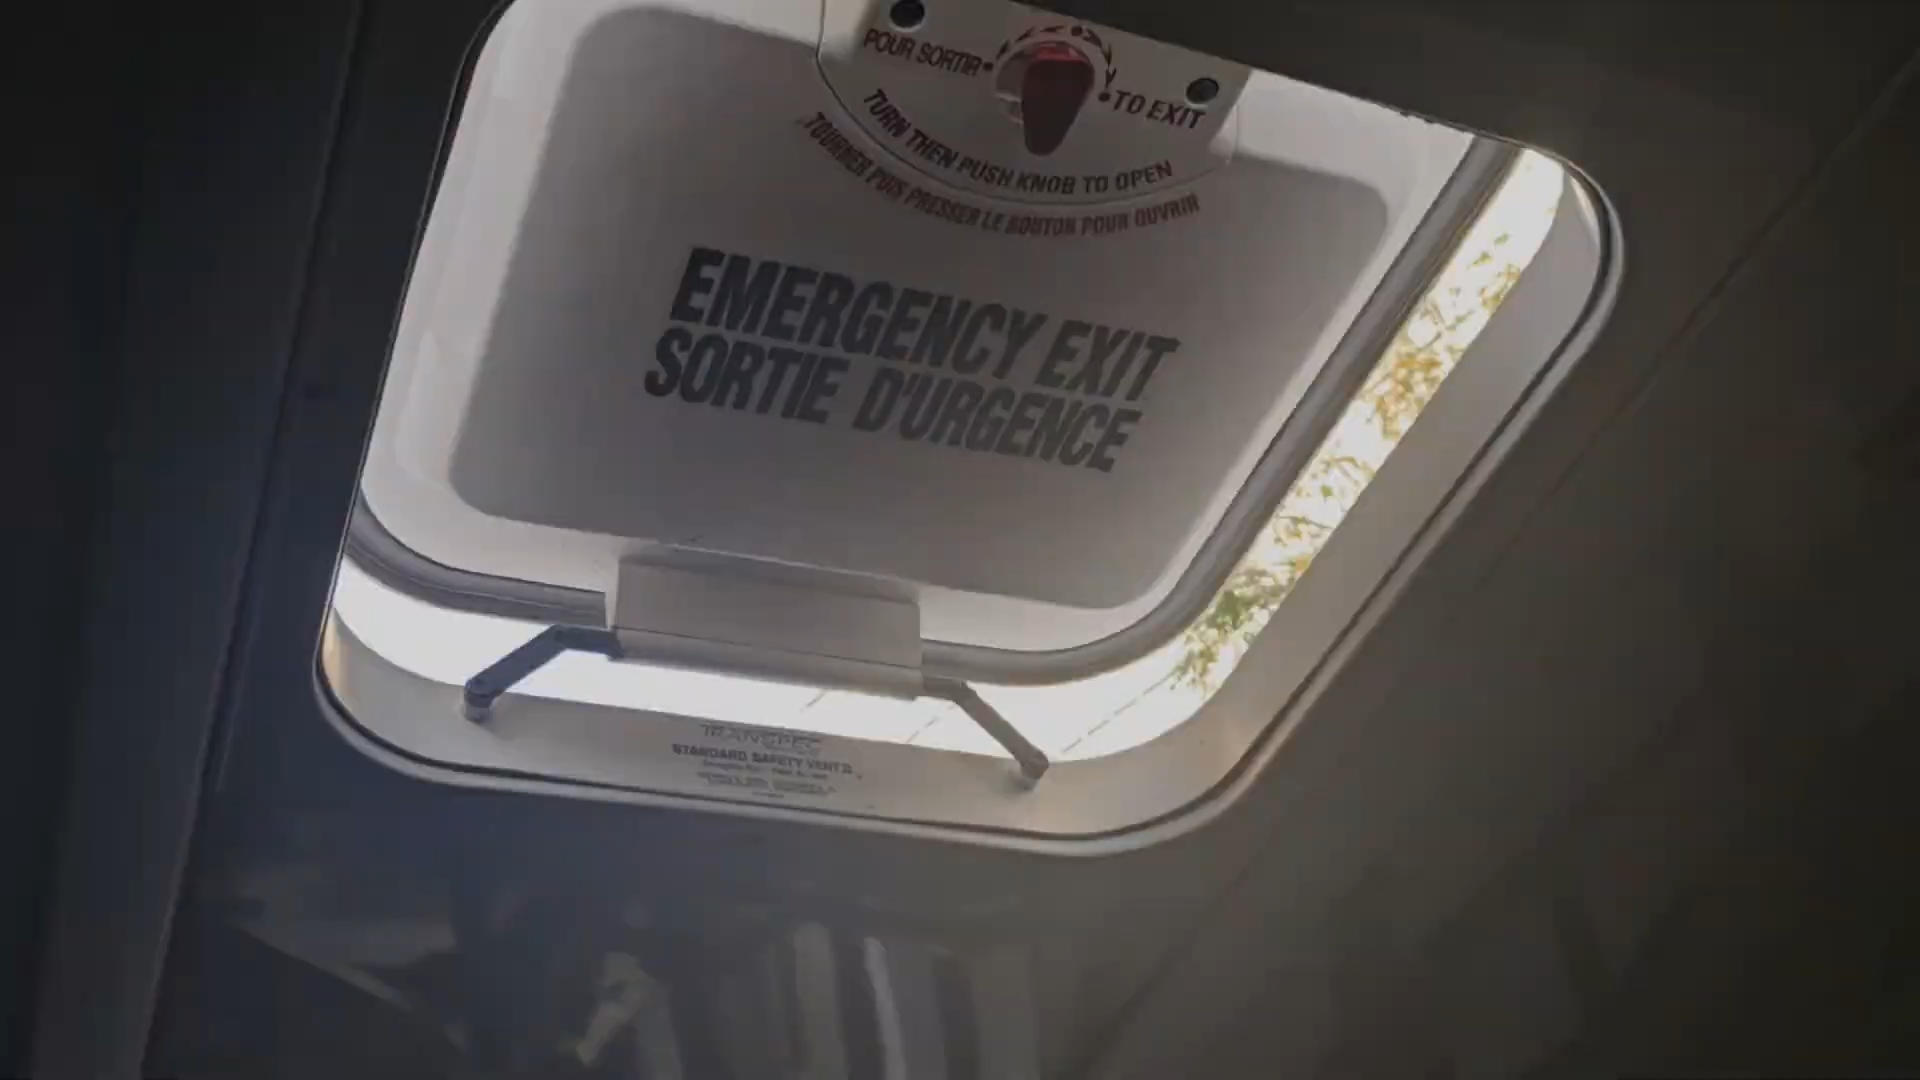 POUR SORTIR
TO EXIT
TURN THEN PUSH KNOB TO OPEN
TOURNER PUIS PRESSER LE BOUTON POUR OUVRIR
EMERGENCY EXIT
SORTIE D'URGENCE
TRANSPEC
STANDARD SAFETY VENT